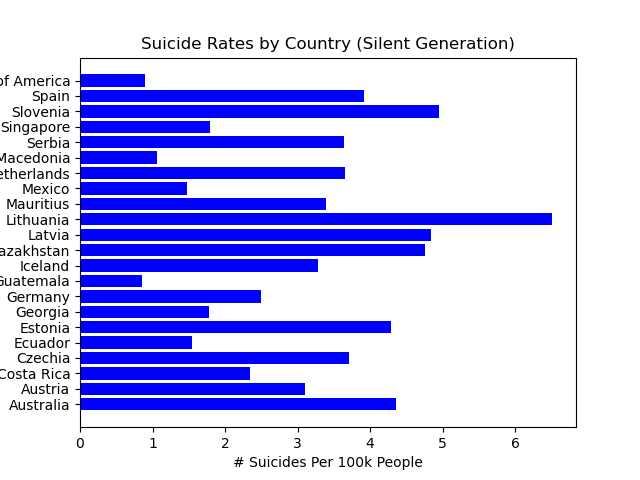 Suicide Rates by Country (Silent Generation)
of America
Spain
Slovenia
Singapore
Serbia
Macedonia
etherlands
Mexico
Mauritius
Lithuania
Latvia
azakhstan
Iceland
Guatemala
Germany
Georgia
Estonia
Ecuador
Czechia
Costa Rica
Austria
Australia
0 1 2 3 4 5 6
# Suicides Per 100k People